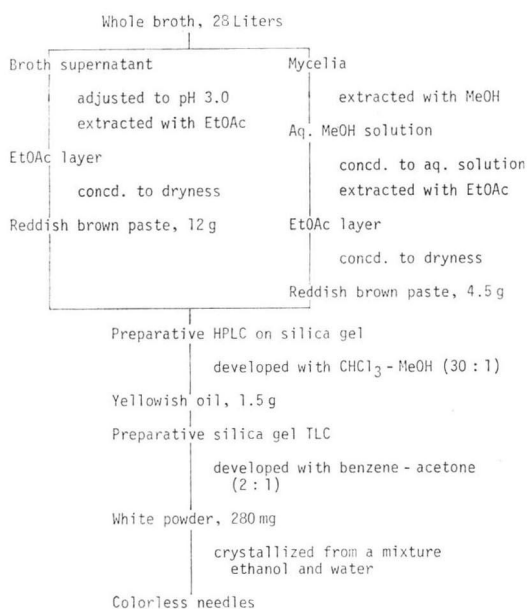 Whole broth, 28 Liters
Broth supernatant
adjusted to pH 3.0
extracted with EtOAc
EtOAc layer
concd. to dryness
Reddish brown paste, 12 g
Mycelia
extracted with MeOH
Aq. MeOH solution
concd. to aq. solution
extracted with EtOAc
EtOAc layer
concd. to dryness
Reddish brown paste, 4.5 g
Preparative HPLC on silica gel
developed with CHCl3 - MeOH (30 : 1)
Yellowish oil, 1.5 g
Preparative silica gel TLC
developed with benzene - acetone
(2 : 1)
White powder, 280 mg
crystallized from a mixture
ethanol and water
Colorless needles